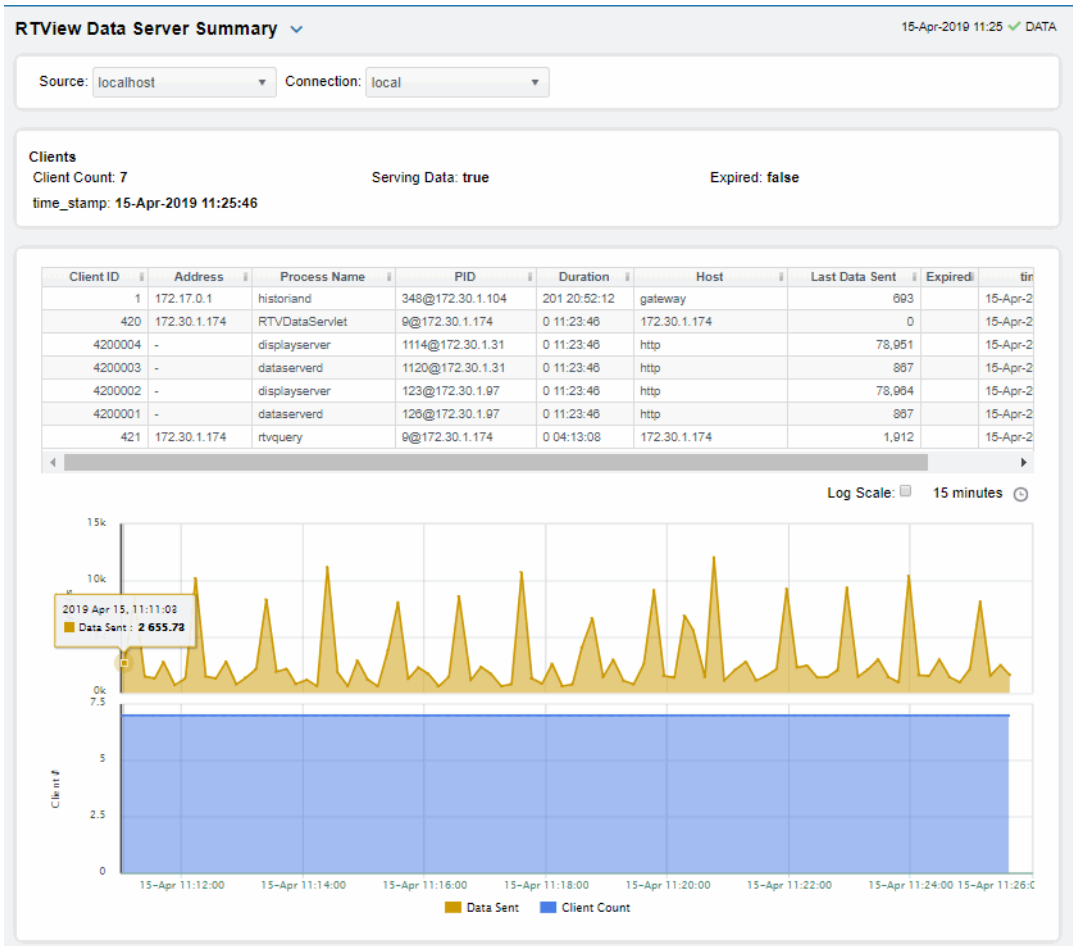 RTView Data Server Summary
15-Apr-2019 11:25 DATA
Source: localhost Connection: local
Clients
Client Count: 7 Serving Data: true Expired: false
time_stamp: 15-Apr-2019 11:25:46
Client ID Address Process Name PID Duration Host Last Data Sent Expired tin
1 172.17.0.1 historiand 348@172.30.1.104 201 20:52:12 gateway 693 15-Apr-2
420 172.30.1.174 RTVDataServlet 9@172.30.1.174 0 11:23:46 172.30.1.174 0 15-Apr-2
4200004 - displayserver 1114@172.30.1.31 0 11:23:46 http 78,951 15-Apr-2
4200003 - dataserverd 1120@172.30.1.31 0 11:23:46 http 867 15-Apr-2
4200002 - displayserver 123@172.30.1.97 0 11:23:46 http 78,964 15-Apr-2
4200001 - dataserverd 126@172.30.1.97 0 11:23:46 http 867 15-Apr-2
421 172.30.1.174 rtvquery 9@172.30.1.174 0 04:13:08 172.30.1.174 1,912 15-Apr-2
Log Scale: 15 minutes
15k
10k
2019 Apr 15, 11:11:03
Data Sent : 2 655.73
0k
7.5
5
Client #
2.5
0
15-Apr 11:12:00 15-Apr 11:14:00 15-Apr 11:16:00 15-Apr 11:18:00 15-Apr 11:20:00 15-Apr 11:22:00 15-Apr 11:24:00 15-Apr 11:26:0
Data Sent Client Count